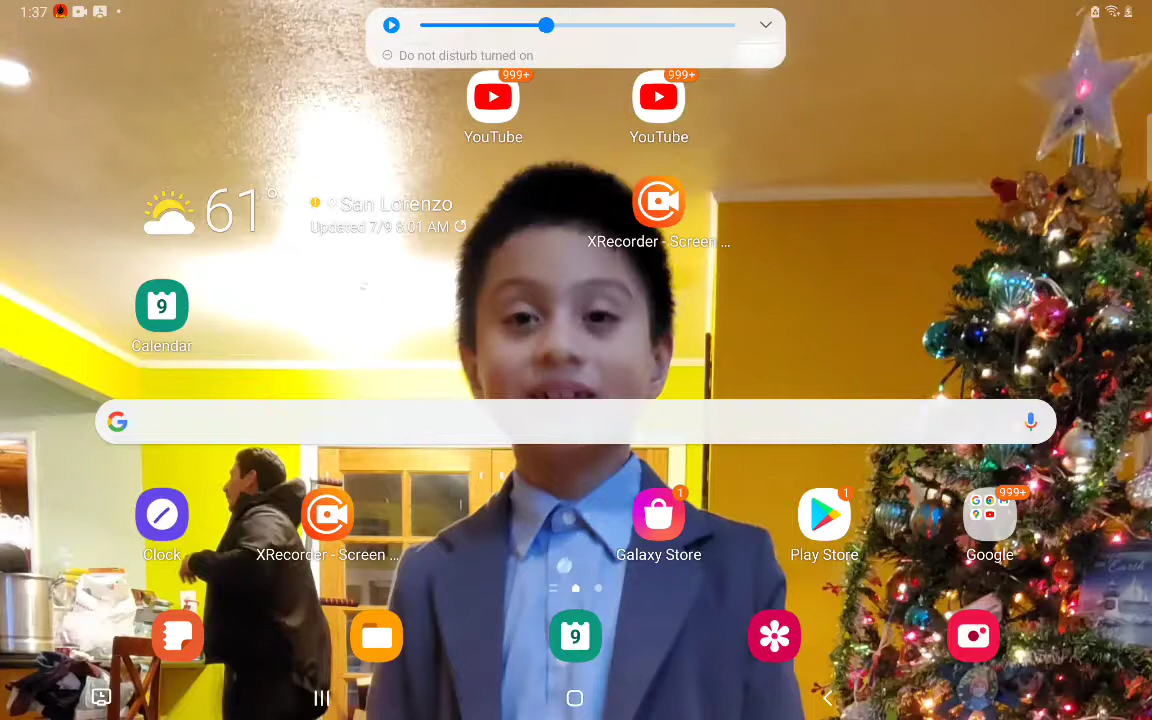 1:37
Do not disturb turned on
999+
999+
YouTube
YouTube
61°
San Lorenzo
Updated 7/9 8:01 AM
XRecorder - Screen ...
9
Calendar
1
1
999+
Clock
XRecorder - Screen ...
Galaxy Store
Play Store
Google
Earth
9